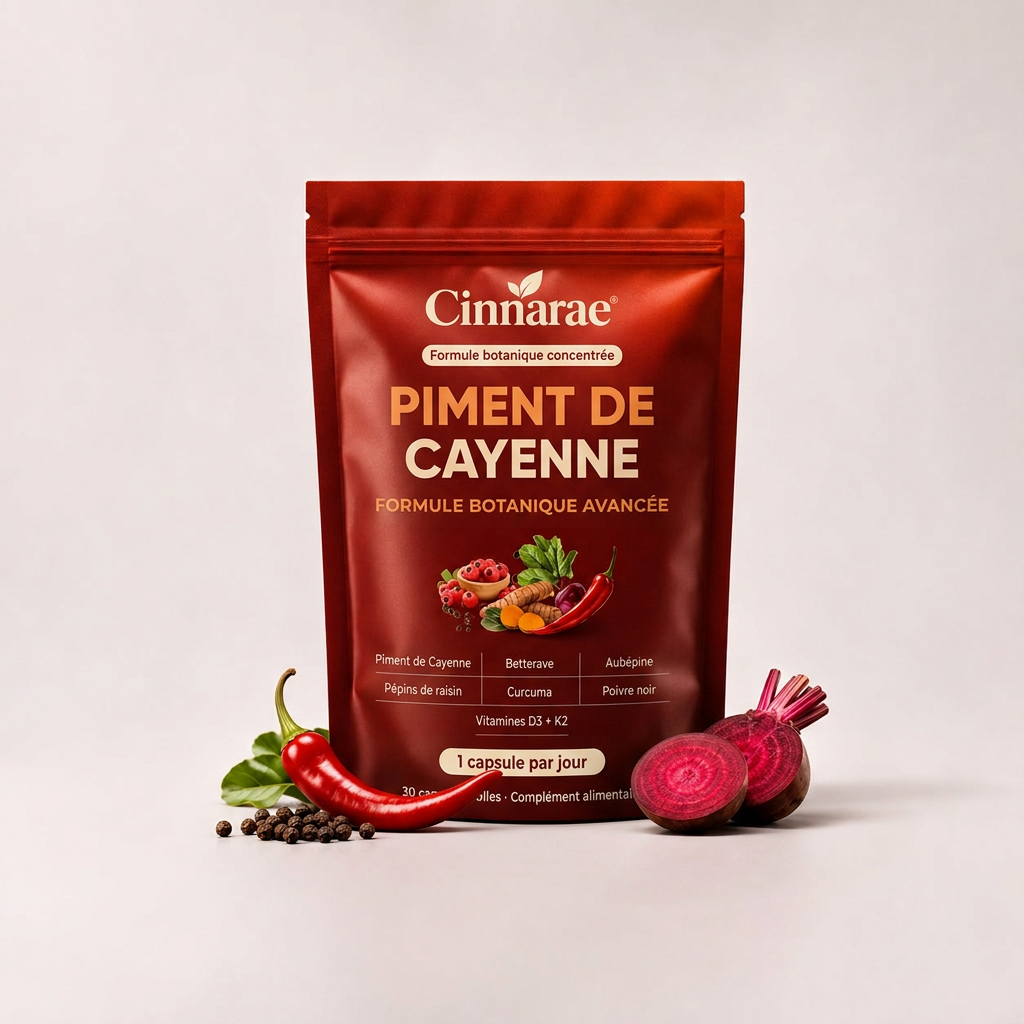 Cinnarae®
Formule botanique concentrée
PIMENT DE
CAYENNE
FORMULE BOTANIQUE AVANCÉE
Piment de Cayenne Betterave Aubépine
Pépins de raisin Curcuma Poivre noir
Vitamines D3 + K2
1 capsule par jour
30 · Complément